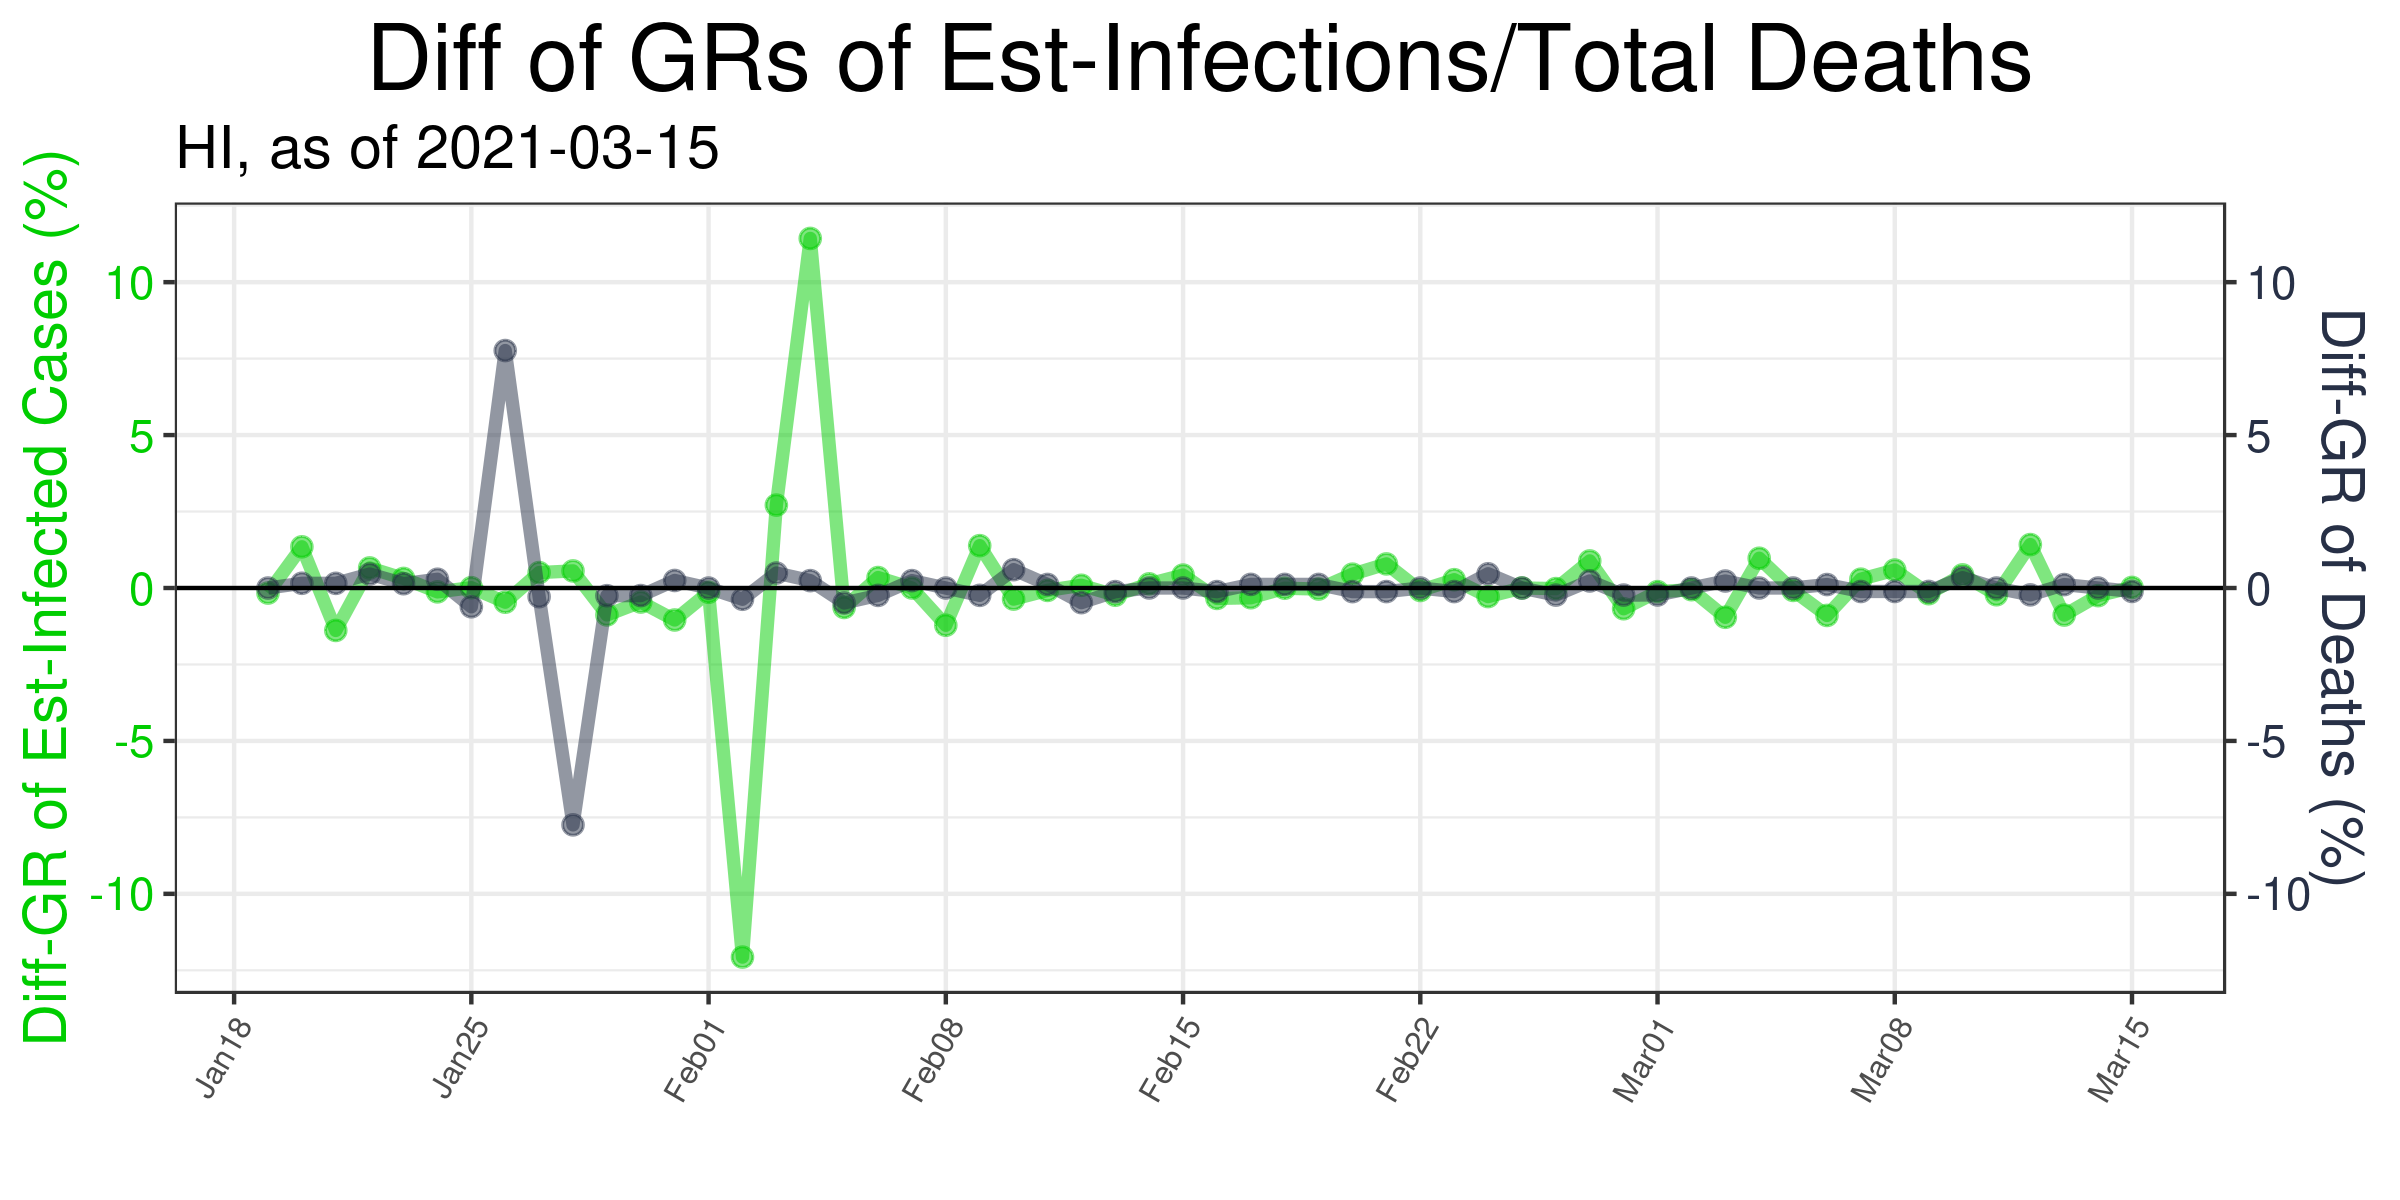 Diff of GRs of Est-Infections/Total Deaths
HI, as of 2021-03-15
Diff-GR of Est-Infected Cases (%)
10
5
0
-5
-10
10
5
0
-5
-10
Diff-GR of Deaths (%)
Jan18
Jan25
Feb01
Feb08
Feb15
Feb22
Mar01
Mar08
Mar15